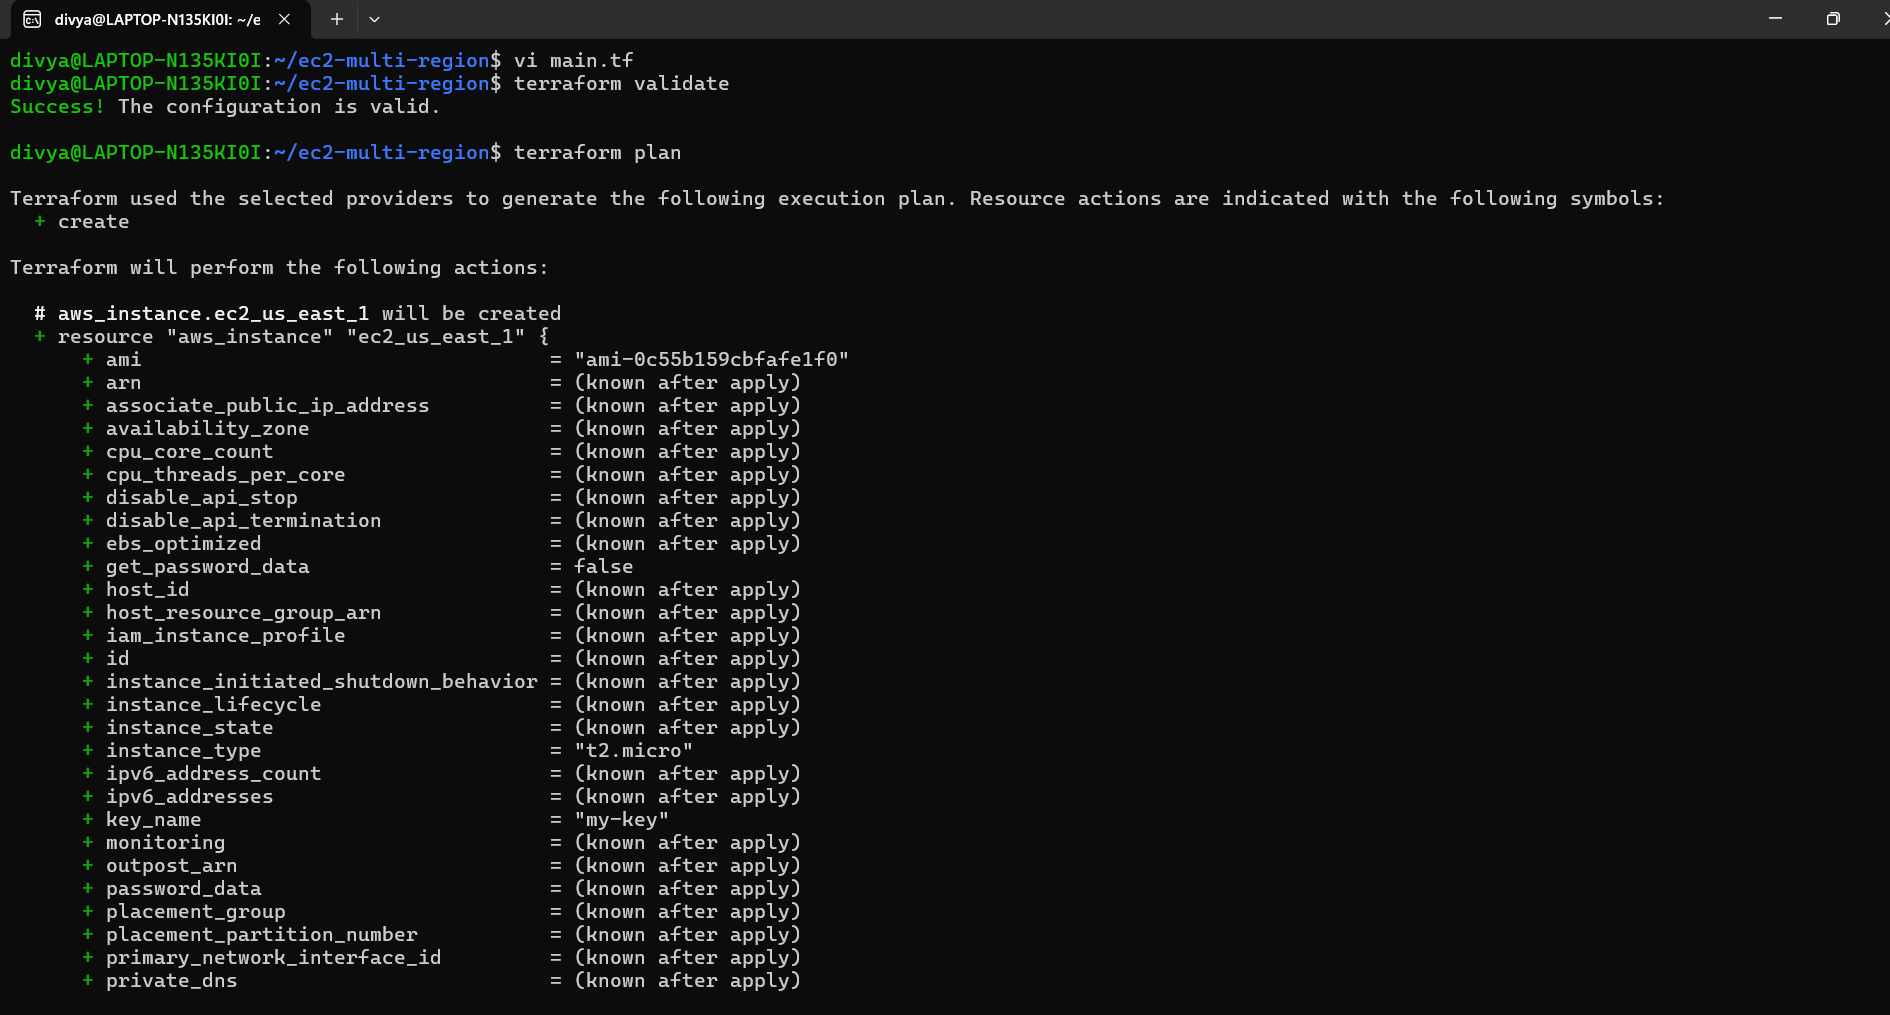 divya@LAPTOP-N135KI0I: ~/e
divya@LAPTOP-N135KI0I:~/ec2-multi-region$ vi main.tf
divya@LAPTOP-N135KI0I:~/ec2-multi-region$ terraform validate
Success! The configuration is valid.
divya@LAPTOP-N135KI0I:~/ec2-multi-region$ terraform plan
Terraform used the selected providers to generate the following execution plan. Resource actions are indicated with the following symbols:
+ create
Terraform will perform the following actions:
# aws_instance.ec2_us_east_1 will be created
+ resource "aws_instance" "ec2_us_east_1" {
+ ami = "ami-0c55b159cbfafe1f0"
+ arn = (known after apply)
+ associate_public_ip_address = (known after apply)
+ availability_zone = (known after apply)
+ cpu_core_count = (known after apply)
+ cpu_threads_per_core = (known after apply)
+ disable_api_stop = (known after apply)
+ disable_api_termination = (known after apply)
+ ebs_optimized = (known after apply)
+ get_password_data = false
+ host_id = (known after apply)
+ host_resource_group_arn = (known after apply)
+ iam_instance_profile = (known after apply)
+ id = (known after apply)
+ instance_initiated_shutdown_behavior = (known after apply)
+ instance_lifecycle = (known after apply)
+ instance_state = (known after apply)
+ instance_type = "t2.micro"
+ ipv6_address_count = (known after apply)
+ ipv6_addresses = (known after apply)
+ key_name = "my-key"
+ monitoring = (known after apply)
+ outpost_arn = (known after apply)
+ password_data = (known after apply)
+ placement_group = (known after apply)
+ placement_partition_number = (known after apply)
+ primary_network_interface_id = (known after apply)
+ private_dns = (known after apply)